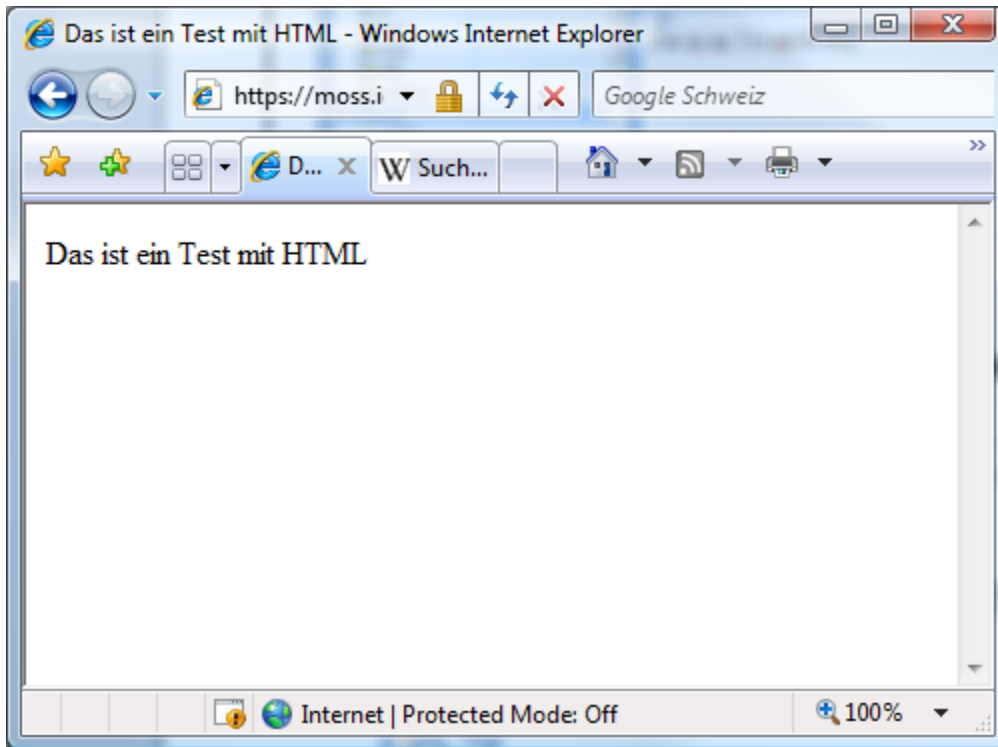 Das ist ein Test mit HTML - Windows Internet Explorer
https://moss.i
Google Schweiz
D...
W Such...
Das ist ein Test mit HTML
Internet | Protected Mode: Off
100%